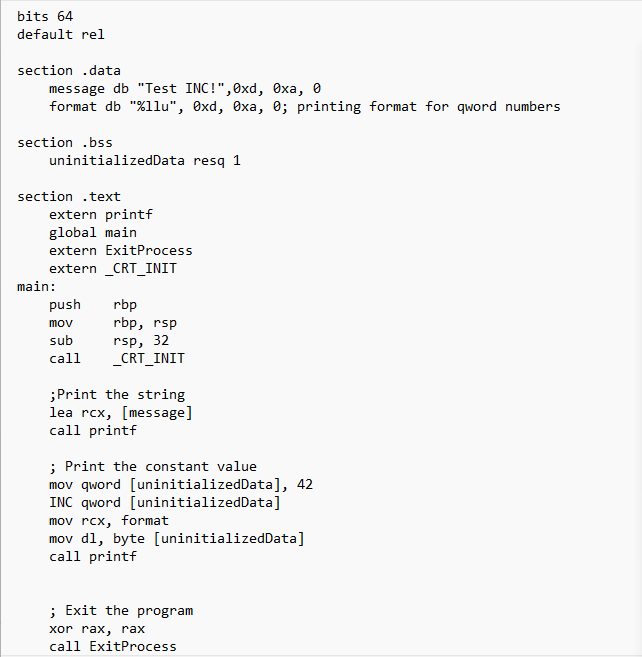 bits 64
default rel
section .data
message db "Test INC!",0xd, 0xa, 0
format db "%llu", 0xd, 0xa, 0; printing format for qword numbers
section .bss
uninitializedData resq 1
section .text
extern printf
global main
extern ExitProcess
extern _CRT_INIT
main:
push    rbp
mov     rbp, rsp
sub     rsp, 32
call    _CRT_INIT
;Print the string
lea rcx, [message]
call printf
; Print the constant value
mov qword [uninitializedData], 42
INC qword [uninitializedData]
mov rcx, format
mov dl, byte [uninitializedData]
call printf
; Exit the program
xor rax, rax
call ExitProcess